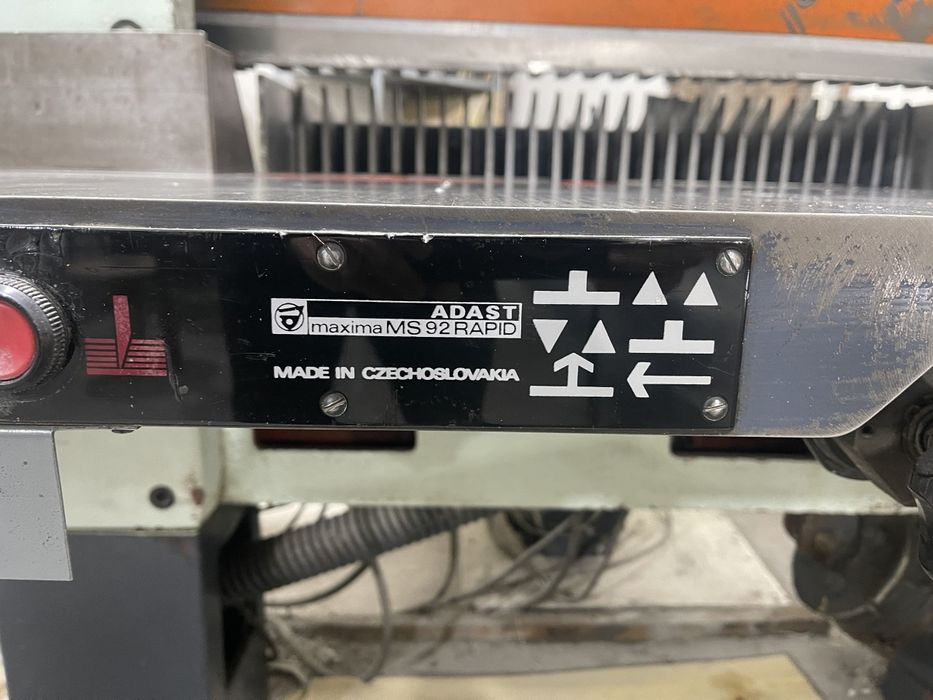 ADAST
maxima MS 92 RAPID
MADE IN CZECHOSLOVAKIA